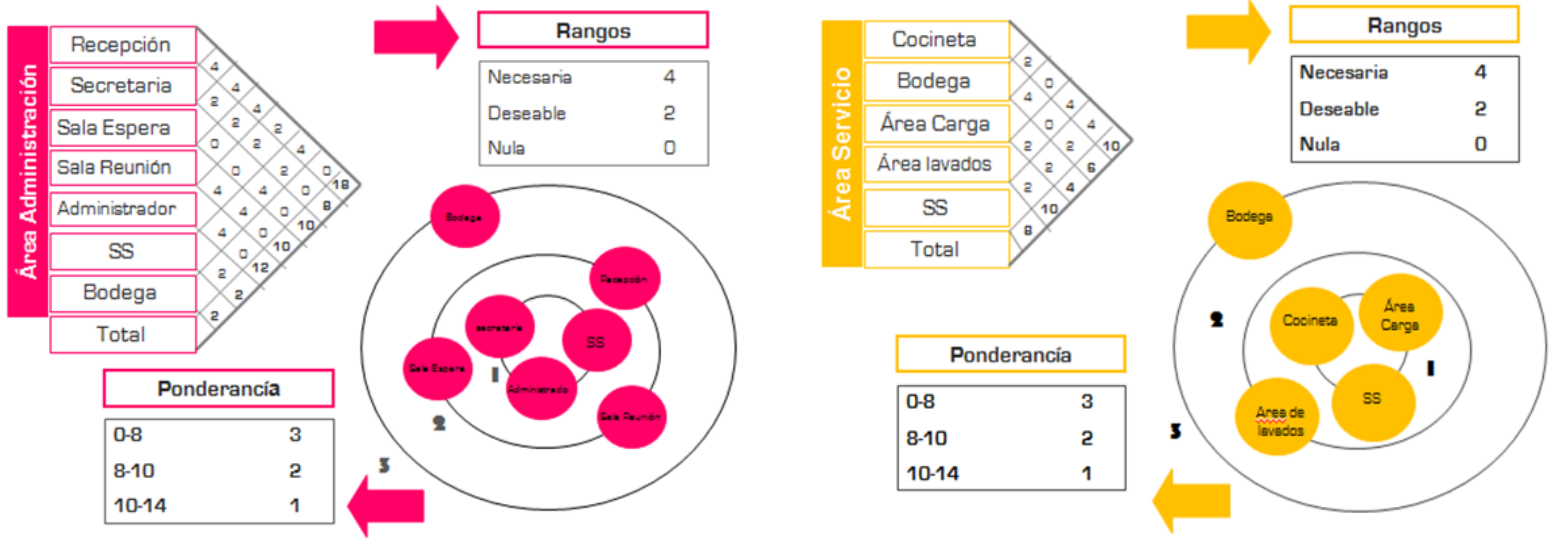 Área Administración
Recepción
Secretaria
Sala Espera
Sala Reunión
Administrador
SS
Bodega
Total
4
4
2 4
2 2
0 2 4
0 2 0
4 4 0 18
4 0 8
4 0 10
2 0 10
2 12
2
2
Rangos
Necesaria 4
Deseable 2
Nula 0
Bodega
Recepción
secretaria
SS
Sala Espera
Administrado
Sala Reunión
1
2
3
Ponderancía
0-8 3
8-10 2
10-14 1
Área Servicio
Cocineta
Bodega
Área Carga
Área lavados
SS
Total
2
0
4 4
0 4
2 2 10
2 6
2 4
10
8
Rangos
Necesaria 4
Deseable 2
Nula 0
Bodega
Cocineta
Área
Carga
SS
Area de
lavados
1
2
3
Ponderancía
0-8 3
8-10 2
10-14 1